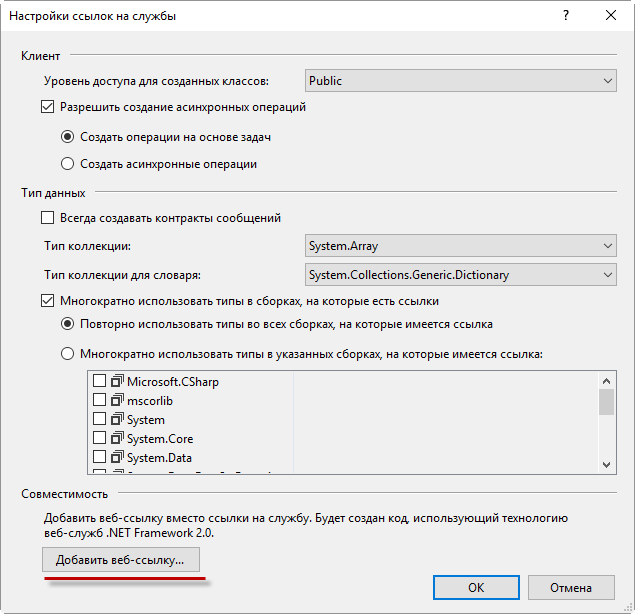 Настройки ссылок на службы
?
Клиент
Уровень доступа для созданных классов: Public
Разрешить создание асинхронных операций
Создать операции на основе задач
Создать асинхронные операции
Тип данных
Всегда создавать контракты сообщений
Тип коллекции: System.Array
Тип коллекции для словаря: System.Collections.Generic.Dictionary
Многократно использовать типы в сборках, на которые есть ссылки
Повторно использовать типы во всех сборках, на которые имеется ссылка
Многократно использовать типы в указанных сборках, на которые имеется ссылка:
Microsoft.CSharp
mscorlib
System
System.Core
System.Data
Совместимость
Добавить веб-ссылку вместо ссылки на службу. Будет создан код, использующий технологию
веб-служб .NET Framework 2.0.
Добавить веб-ссылку...
OK Отмена